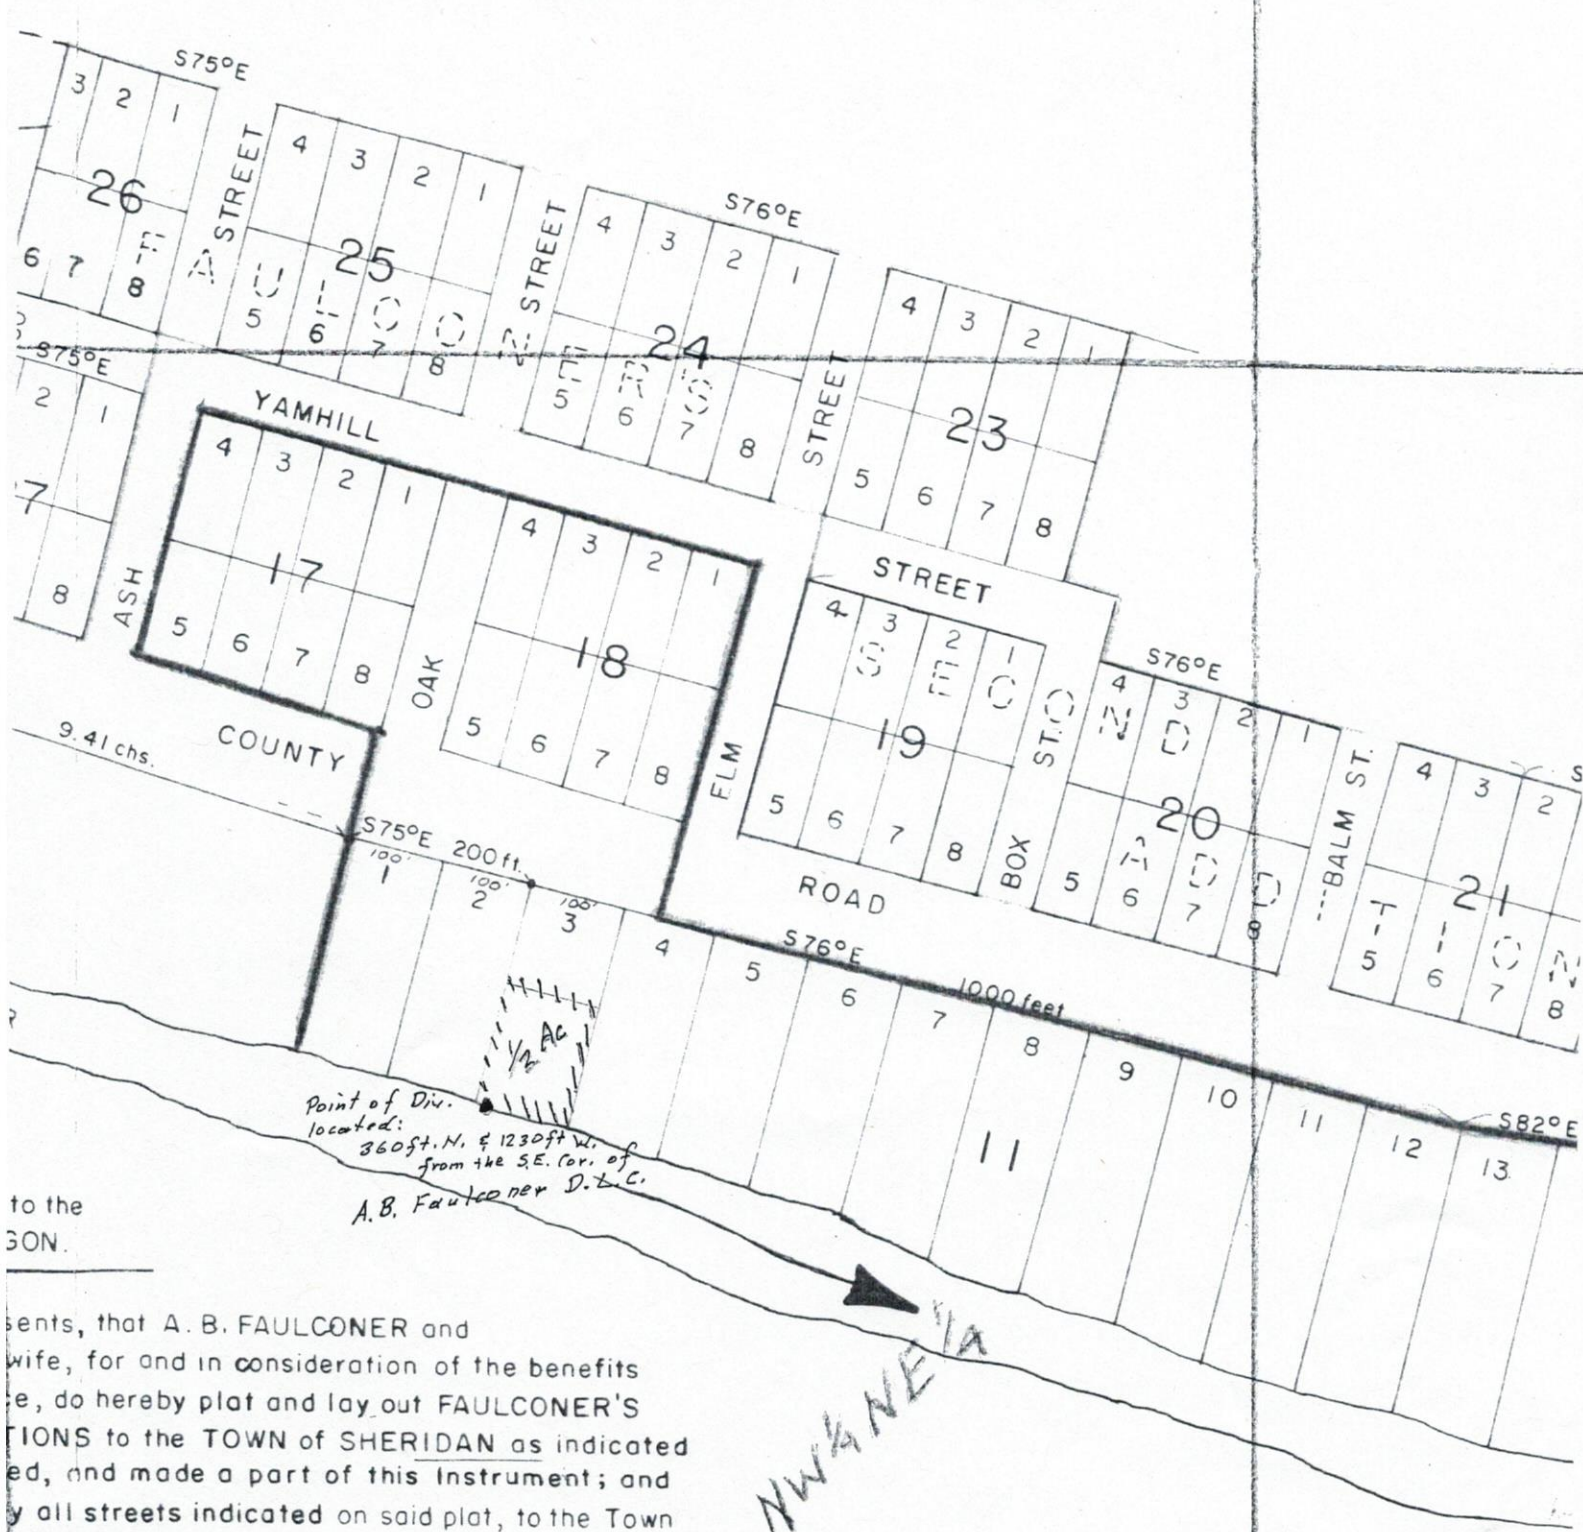 S75°E
3 2 1
26
6 7 8
A STREET
4 3 2 1
25
5 6 7 8
FAULCONER'S
SECOND ADDITION
STREET
S76°E
4 3 2 1
24
5 6 7 8
STREET
4 3 2 1
23
5 6 7 8
S75°E
2 1
7
8
ASH
YAMHILL
STREET
4 3 2 1
17
5 6 7 8
OAK
4 3 2 1
18
5 6 7 8
ELM
4 3 2 1
19
5 6 7 8
BOX ST.
S76°E
4 3 2 1
20
5 6 7 8
BALM ST.
S
4 3 2
21
5 6 7 8
9.41 chs.
COUNTY
ROAD
S75°E 200 ft.
100' 100' 100'
1 2 3
S76°E
1000 feet
S82°E
4 5 6 7 8 9 10 11 12 13
11
1/2 Ac
R
Point of Div.
located:
360ft. N. & 1230ft W.
from the S.E. Cor. of
A.B. Faulconer D.L.C.
NW¼NE¼
to the
GON.
sents, that A. B. FAULCONER and
wife, for and in consideration of the benefits
e, do hereby plat and lay out FAULCONER'S
TIONS to the TOWN of SHERIDAN as indicated
ed, and made a part of this Instrument; and
y all streets indicated on said plat, to the Town